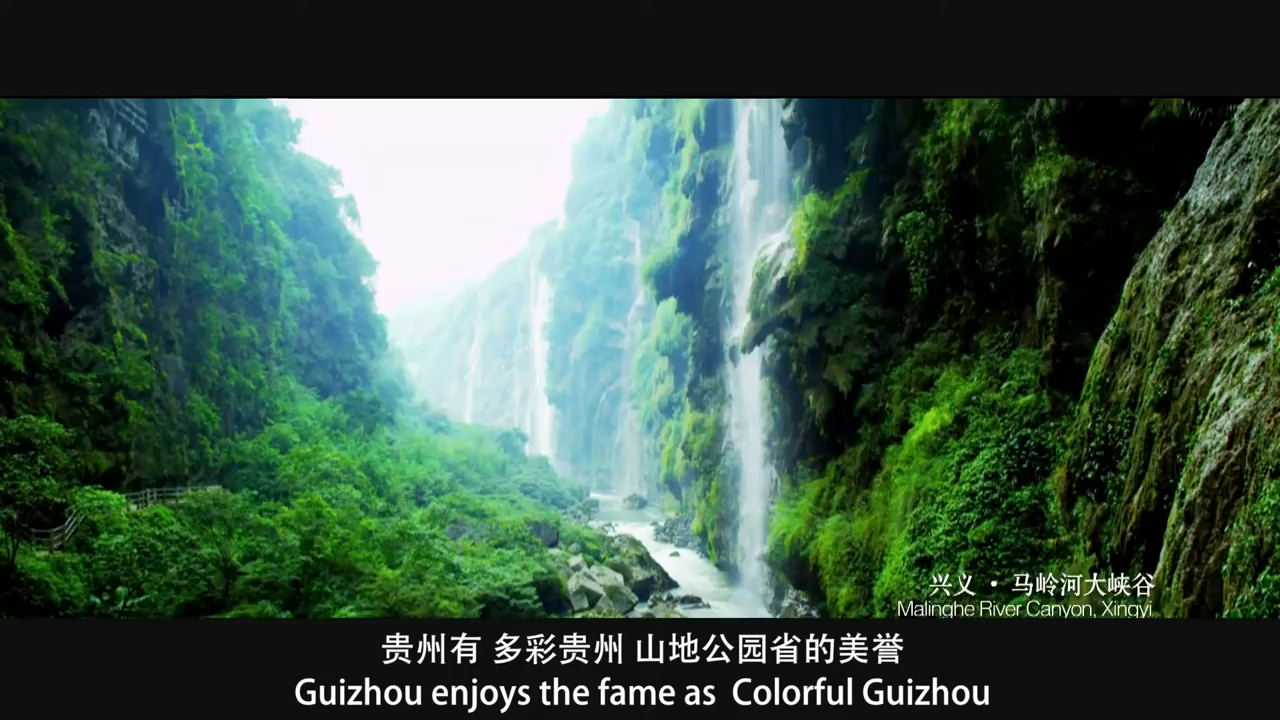 兴义 · 马岭河大峡谷
Malinghe River Canyon, Xingyi
贵州有 多彩贵州 山地公园省的美誉
Guizhou enjoys the fame as Colorful Guizhou